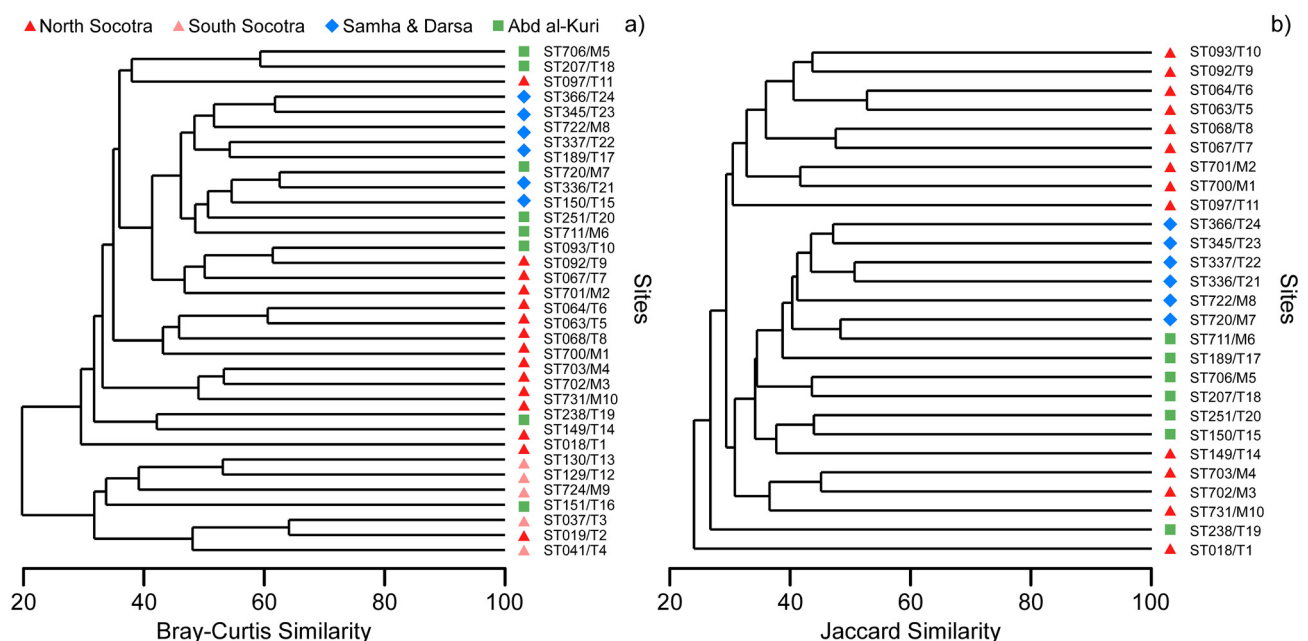 North Socotra South Socotra Samha & Darsa Abd al-Kuri a) b)
ST706/M5
ST207/T18
ST097/T11
ST366/T24
ST345/T23
ST722/M8
ST337/T22
ST189/T17
ST720/M7
ST336/T21
ST150/T15
ST251/T20
ST711/M6
ST093/T10
ST092/T9
ST067/T7
ST701/M2
ST064/T6
ST063/T5
ST068/T8
ST700/M1
ST703/M4
ST702/M3
ST731/M10
ST238/T19
ST149/T14
ST018/T1
ST130/T13
ST129/T12
ST724/M9
ST151/T16
ST037/T3
ST019/T2
ST041/T4
Sites
20 40 60 80 100
Bray-Curtis Similarity
ST093/T10
ST092/T9
ST064/T6
ST063/T5
ST068/T8
ST067/T7
ST701/M2
ST700/M1
ST097/T11
ST366/T24
ST345/T23
ST337/T22
ST336/T21
ST722/M8
ST720/M7
ST711/M6
ST189/T17
ST706/M5
ST207/T18
ST251/T20
ST150/T15
ST149/T14
ST703/M4
ST702/M3
ST731/M10
ST238/T19
ST018/T1
Sites
20 40 60 80 100
Jaccard Similarity